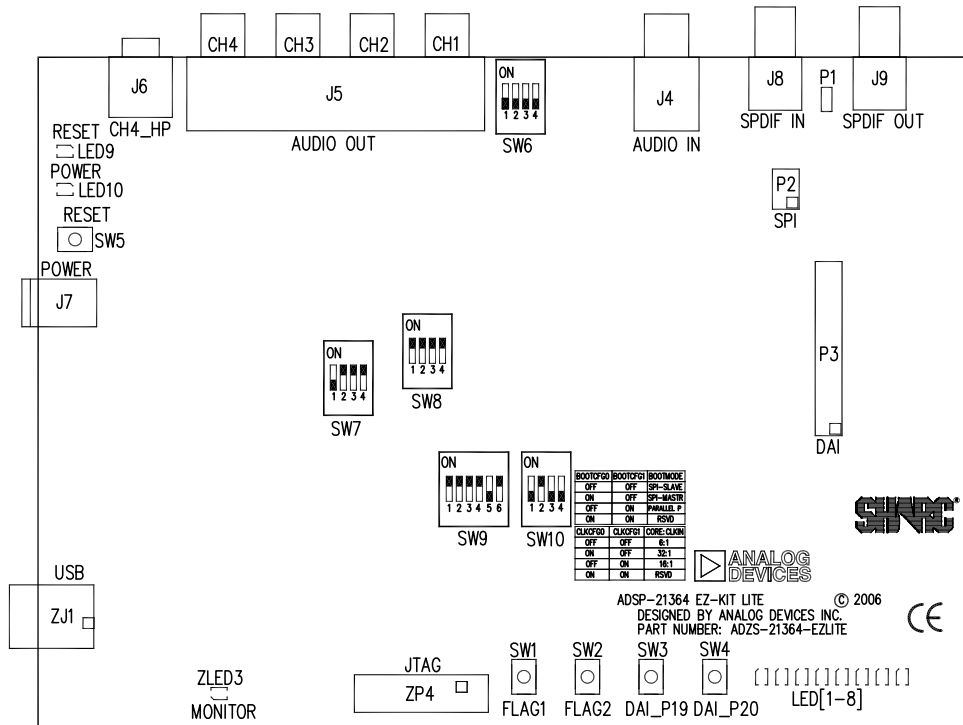 CH4 CH3 CH2 CH1
J6 J5 J4 J8 P1 J9
CH4_HP
AUDIO OUT
ON
1 2 3 4
SW6
AUDIO IN
SPDIF IN
SPDIF OUT
RESET
LED9
POWER
LED10
RESET
SW5
P2
SPI
POWER
J7
P3
DAI
ON
1 2 3 4
SW8
ON
1 2 3 4
SW7
ON
1 2 3 4 5 6
SW9
ON
1 2 3 4
SW10
BOOTCFG0 BOOTCFG1 BOOTMODE
OFF OFF SPI-SLAVE
ON OFF SPI-MASTR
OFF ON PARALLEL P
ON ON RSVD
CLKCFG0 CLKCFG1 CORE:CLKIN
OFF OFF 6:1
ON OFF 32:1
OFF ON 16:1
ON ON RSVD
SHARC®
ANALOG
DEVICES
USB
ZJ1
ADSP-21364 EZ-KIT LITE © 2006
DESIGNED BY ANALOG DEVICES INC.
PART NUMBER: ADZS-21364-EZLITE
CE
ZLED3
MONITOR
JTAG
ZP4
SW1 SW2 SW3 SW4
FLAG1 FLAG2 DAI_P19 DAI_P20
LED[1-8]